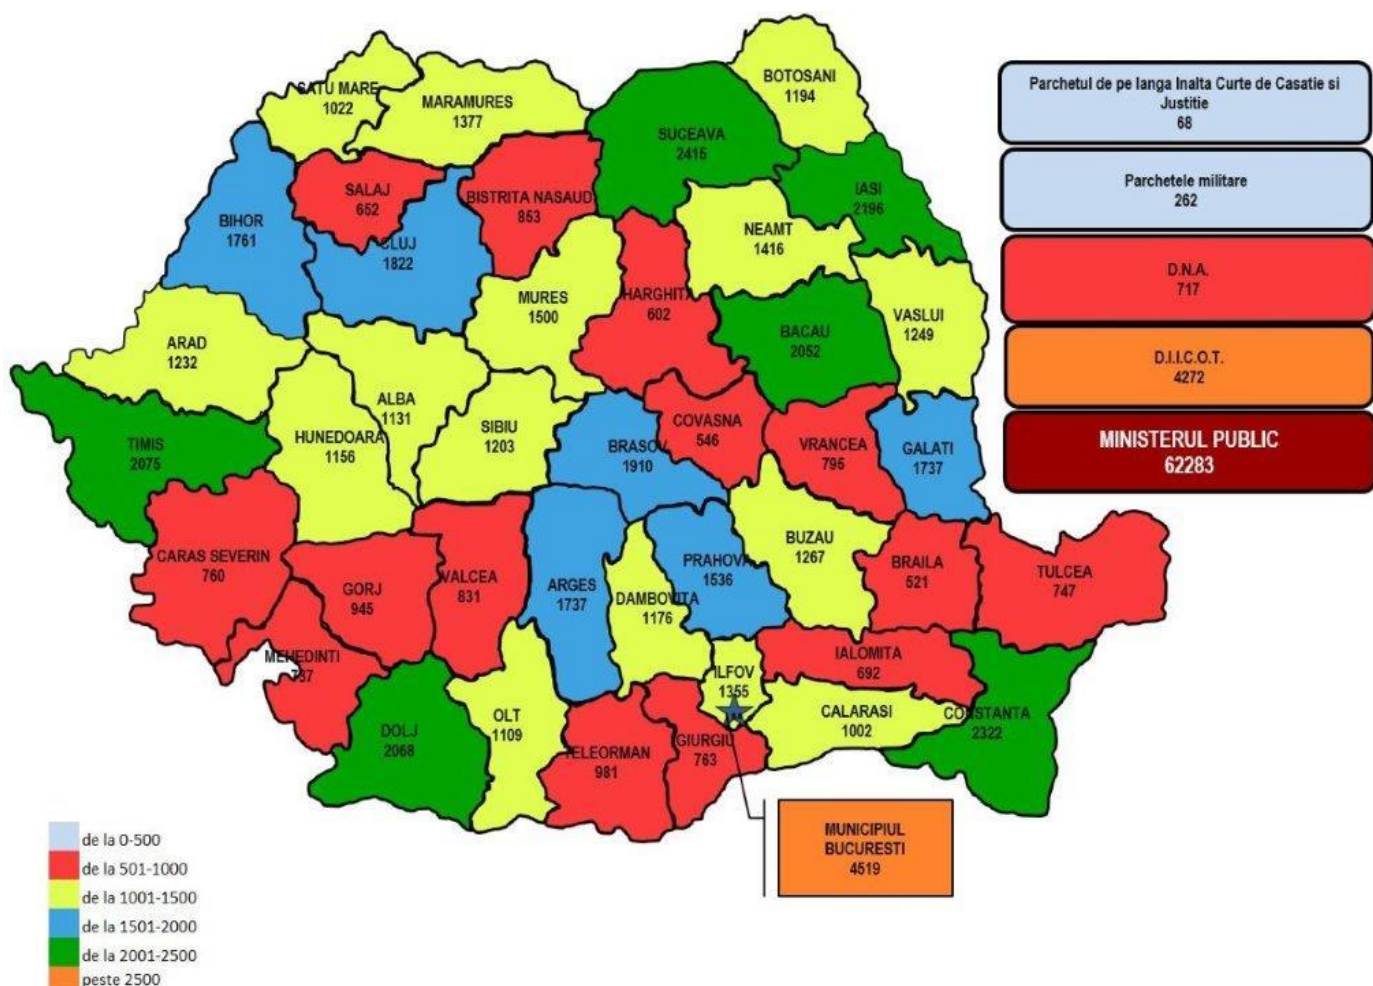 SATU MARE
1022
MARAMURES
1377
BOTOSANI
1194
SUCEAVA
2415
IASI
2196
SALAJ
652
BISTRITA NASAUD
853
BIHOR
1761
CLUJ
1822
NEAMT
1416
MURES
1500
HARGHITA
602
VASLUI
1249
BACAU
2052
ARAD
1232
ALBA
1131
SIBIU
1203
HUNEDOARA
1156
TIMIS
2075
BRASOV
1910
COVASNA
546
VRANCEA
795
GALATI
1737
CARAS SEVERIN
760
GORJ
945
VALCEA
831
ARGES
1737
DAMBOVITA
1176
PRAHOVA
1536
BUZAU
1267
BRAILA
521
TULCEA
747
MEHEDINTI
737
DOLJ
2068
OLT
1109
TELEORMAN
981
GIURGIU
763
ILFOV
1355
IALOMITA
692
CALARASI
1002
CONSTANTA
2322
MUNICIPIUL
BUCURESTI
4519
Parchetul de pe langa Inalta Curte de Casatie si
Justitie
68
Parchetele militare
262
D.N.A.
717
D.I.I.C.O.T.
4272
MINISTERUL PUBLIC
62283
de la 0-500
de la 501-1000
de la 1001-1500
de la 1501-2000
de la 2001-2500
peste 2500